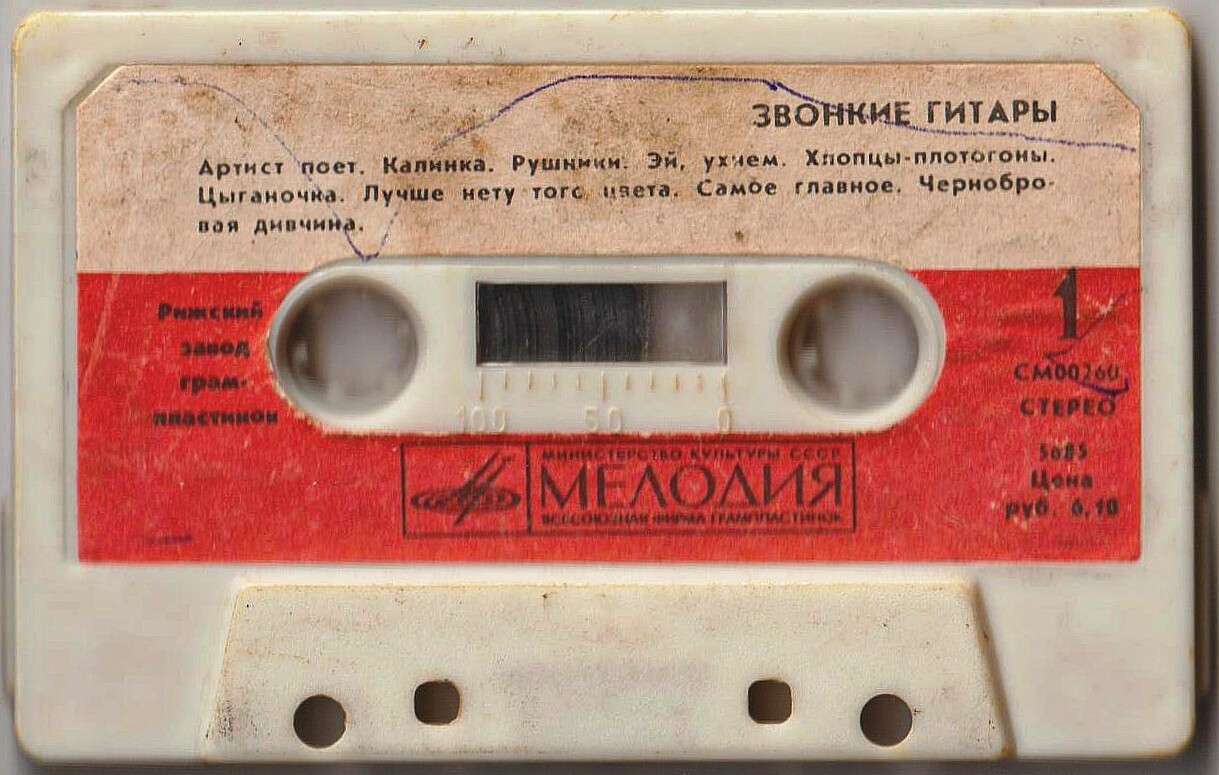 ЗВОНКИЕ ГИТАРЫ
Артист поет. Калинка. Рушники. Эй, ухнем. Хлопцы-плотогоны.
Цыганочка. Лучше нету того цвета. Самое главное. Чернобро-
вая дивчина.
Рижский
завод
грам-
пластинок
1
СМ00260
СТЕРЕО
5685
Цена
руб. 6.10
100 50 0
МИНИСТЕРСТВО КУЛЬТУРЫ СССР
МЕЛОДИЯ
ВСЕСОЮЗНАЯ ФИРМА ГРАМПЛАСТИНОК